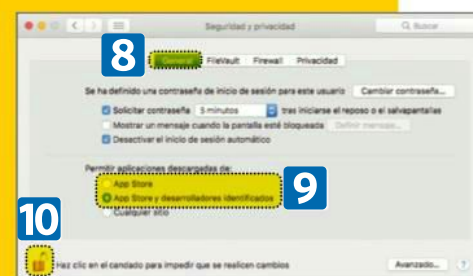 Seguridad y privacidad
Buscar
8
General FileVault Firewall Privacidad
Se ha definido una contraseña de inicio de sesión para este usuario Cambiar contraseña...
Solicitar contraseña 5 minutos tras iniciarse el reposo o el salvapantallas
Mostrar un mensaje cuando la pantalla esté bloqueada Definir mensaje...
Desactivar el inicio de sesión automático
Permitir aplicaciones descargadas de:
App Store
App Store y desarrolladores identificados
9
Cualquier sitio
10
Haz clic en el candado para impedir que se realicen cambios
Avanzado... ?